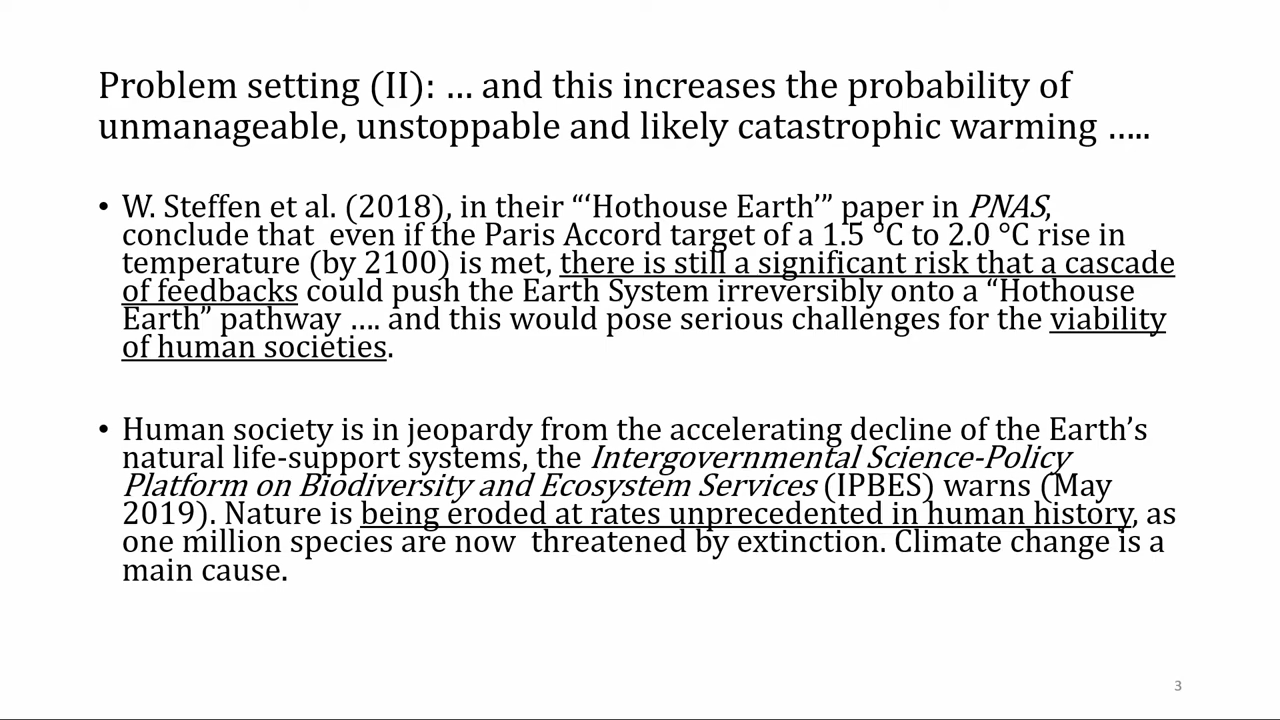 Problem setting (II): … and this increases the probability of
unmanageable, unstoppable and likely catastrophic warming …..
• W. Steffen et al. (2018), in their “‘Hothouse Earth’” paper in PNAS,
conclude that  even if the Paris Accord target of a 1.5 °C to 2.0 °C rise in
temperature (by 2100) is met, there is still a significant risk that a cascade
of feedbacks could push the Earth System irreversibly onto a “Hothouse
Earth” pathway …. and this would pose serious challenges for the viability
of human societies.
• Human society is in jeopardy from the accelerating decline of the Earth’s
natural life-support systems, the Intergovernmental Science-Policy
Platform on Biodiversity and Ecosystem Services (IPBES) warns (May
2019). Nature is being eroded at rates unprecedented in human history, as
one million species are now  threatened by extinction. Climate change is a
main cause.
3